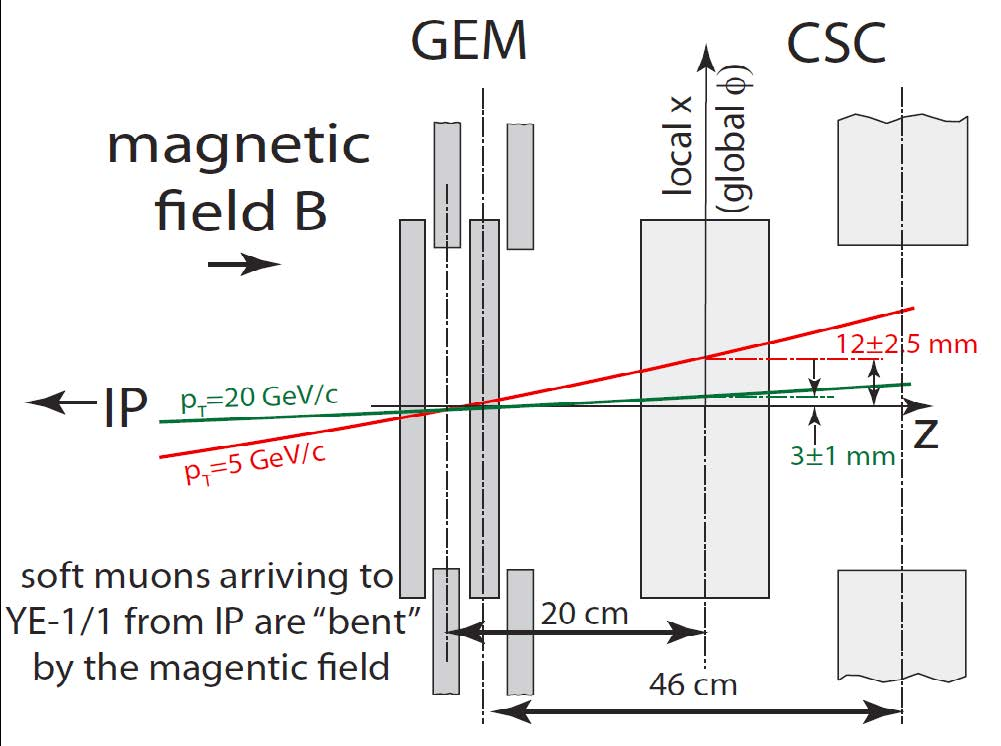 GEM
CSC
magnetic
field B
local x
(global ϕ)
12±2.5 mm
IP
pT=20 GeV/c
z
pT=5 GeV/c
3±1 mm
soft muons arriving to
YE-1/1 from IP are “bent”
by the magentic field
20 cm
46 cm